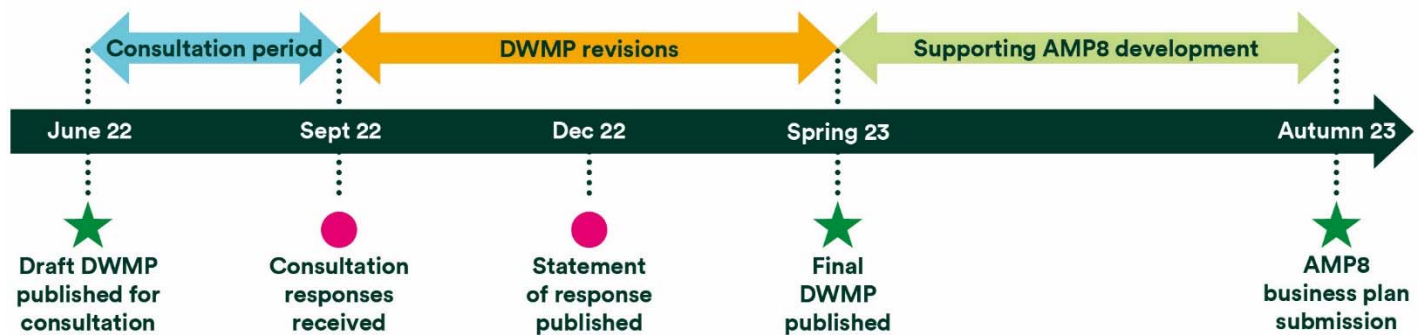 Consultation period
DWMP revisions
Supporting AMP8 development
June 22
Sept 22
Dec 22
Spring 23
Autumn 23
Draft DWMP
published for
consultation
Consultation
responses
received
Statement
of response
published
Final
DWMP
published
AMP8
business plan
submission